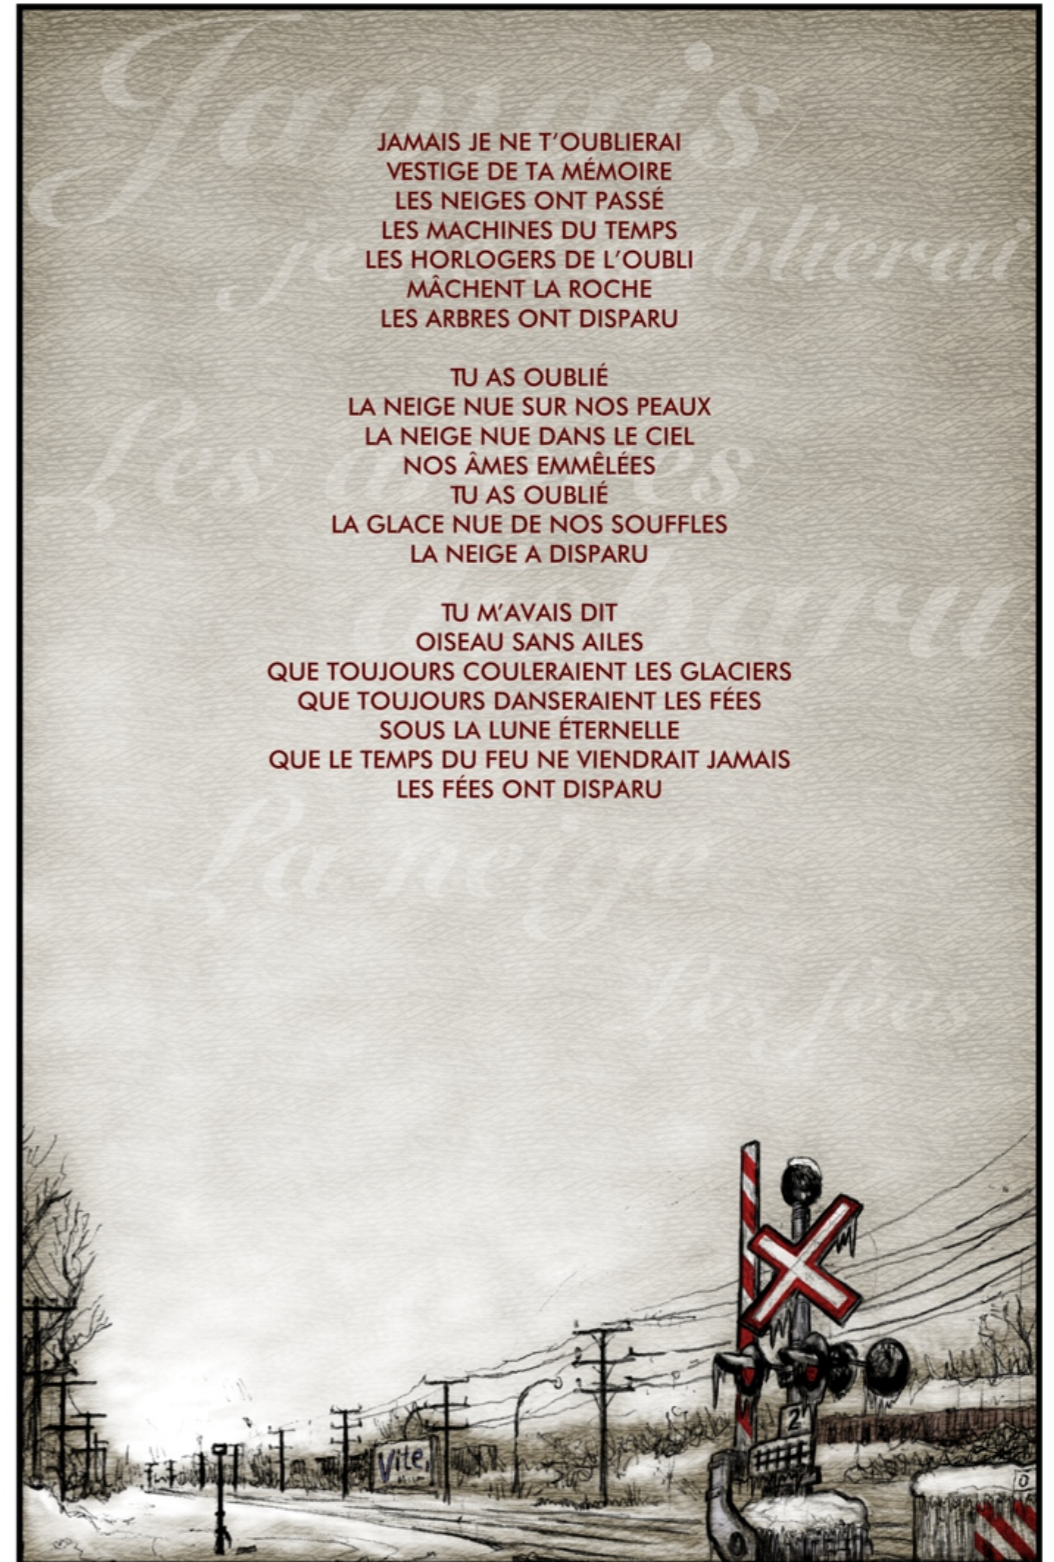 Jamais
je ne t'oublierai
JAMAIS JE NE T'OUBLIERAI
VESTIGE DE TA MÉMOIRE
LES NEIGES ONT PASSÉ
LES MACHINES DU TEMPS
LES HORLOGERS DE L'OUBLI
MÂCHENT LA ROCHE
LES ARBRES ONT DISPARU
TU AS OUBLIÉ
LA NEIGE NUE SUR NOS PEAUX
LA NEIGE NUE DANS LE CIEL
NOS ÂMES EMMÊLÉES
TU AS OUBLIÉ
LA GLACE NUE DE NOS SOUFFLES
LA NEIGE A DISPARU
Les arbres
TU M'AVAIS DIT
OISEAU SANS AILES
QUE TOUJOURS COULERAIENT LES GLACIERS
QUE TOUJOURS DANSERAIENT LES FÉES
SOUS LA LUNE ÉTERNELLE
QUE LE TEMPS DU FEU NE VIENDRAIT JAMAIS
LES FÉES ONT DISPARU
La neige
Les fées
Vite,
2